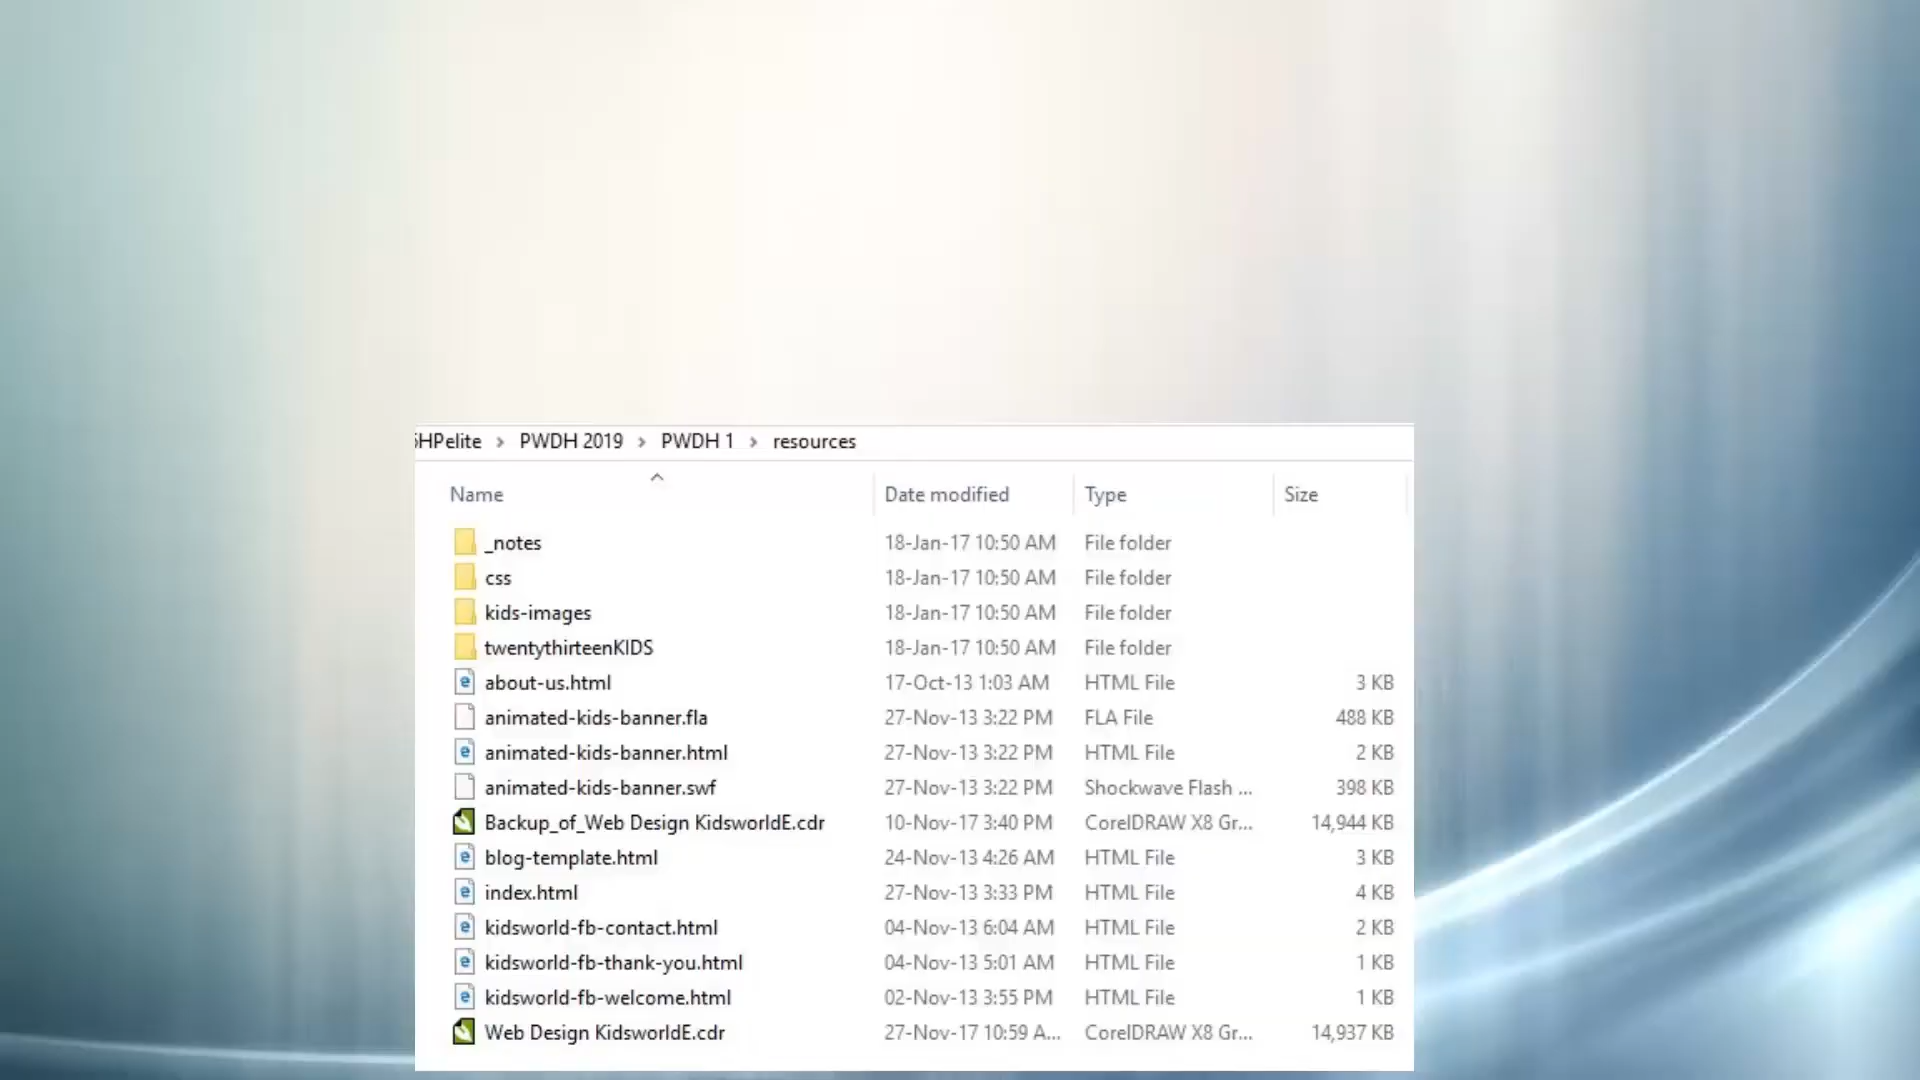 HPelite > PWDH 2019 > PWDH 1 > resources
Name Date modified Type Size
_notes 18-Jan-17 10:50 AM File folder
css 18-Jan-17 10:50 AM File folder
kids-images 18-Jan-17 10:50 AM File folder
twentythirteenKIDS 18-Jan-17 10:50 AM File folder
about-us.html 17-Oct-13 1:03 AM HTML File 3 KB
animated-kids-banner.fla 27-Nov-13 3:22 PM FLA File 488 KB
animated-kids-banner.html 27-Nov-13 3:22 PM HTML File 2 KB
animated-kids-banner.swf 27-Nov-13 3:22 PM Shockwave Flash ... 398 KB
Backup_of_Web Design KidsworldE.cdr 10-Nov-17 3:40 PM CorelDRAW X8 Gr... 14,944 KB
blog-template.html 24-Nov-13 4:26 AM HTML File 3 KB
index.html 27-Nov-13 3:33 PM HTML File 4 KB
kidsworld-fb-contact.html 04-Nov-13 6:04 AM HTML File 2 KB
kidsworld-fb-thank-you.html 04-Nov-13 5:01 AM HTML File 1 KB
kidsworld-fb-welcome.html 02-Nov-13 3:55 PM HTML File 1 KB
Web Design KidsworldE.cdr 27-Nov-17 10:59 A... CorelDRAW X8 Gr... 14,937 KB